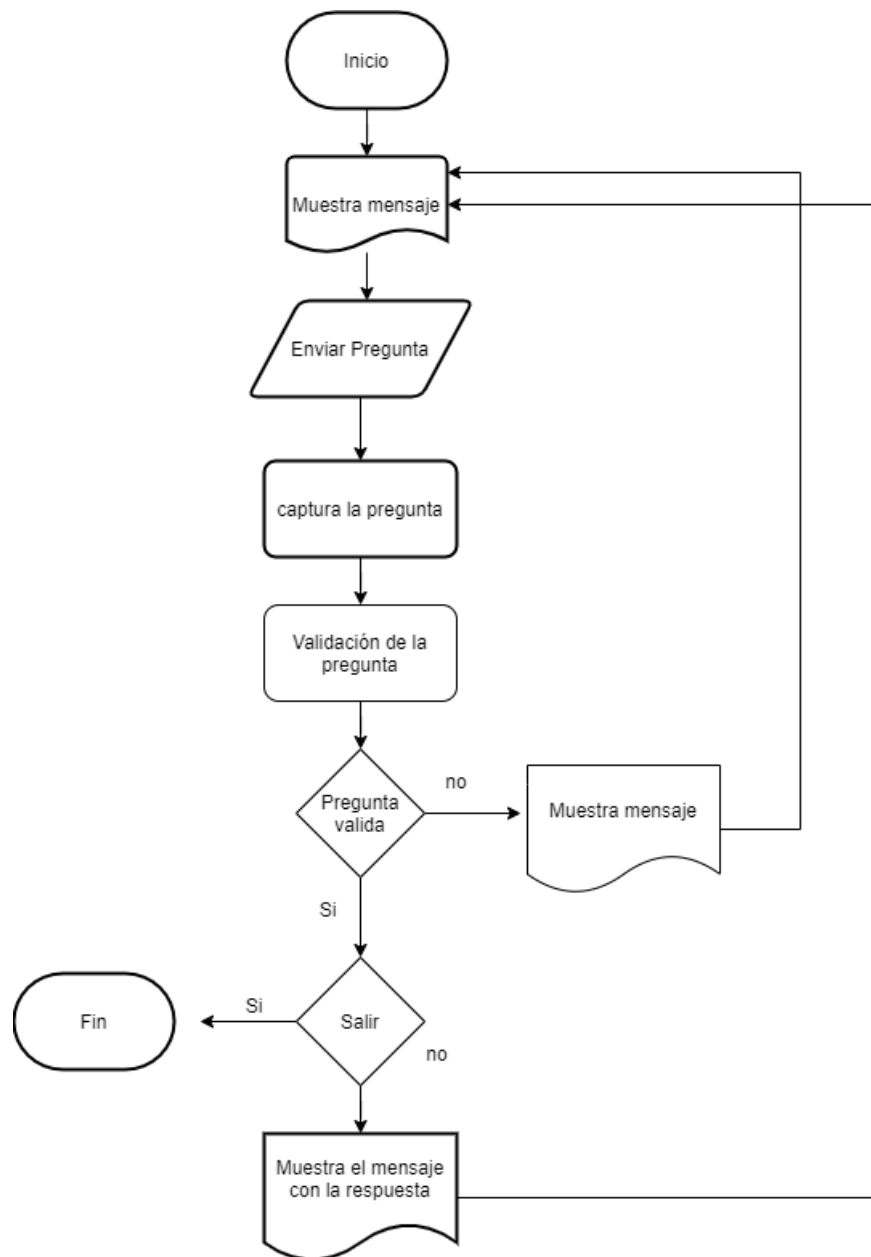 Inicio
Muestra mensaje
Enviar Pregunta
captura la pregunta
Validación de la
pregunta
Pregunta
valida
no
Muestra mensaje
Si
Salir
Si
Fin
no
Muestra el mensaje
con la respuesta